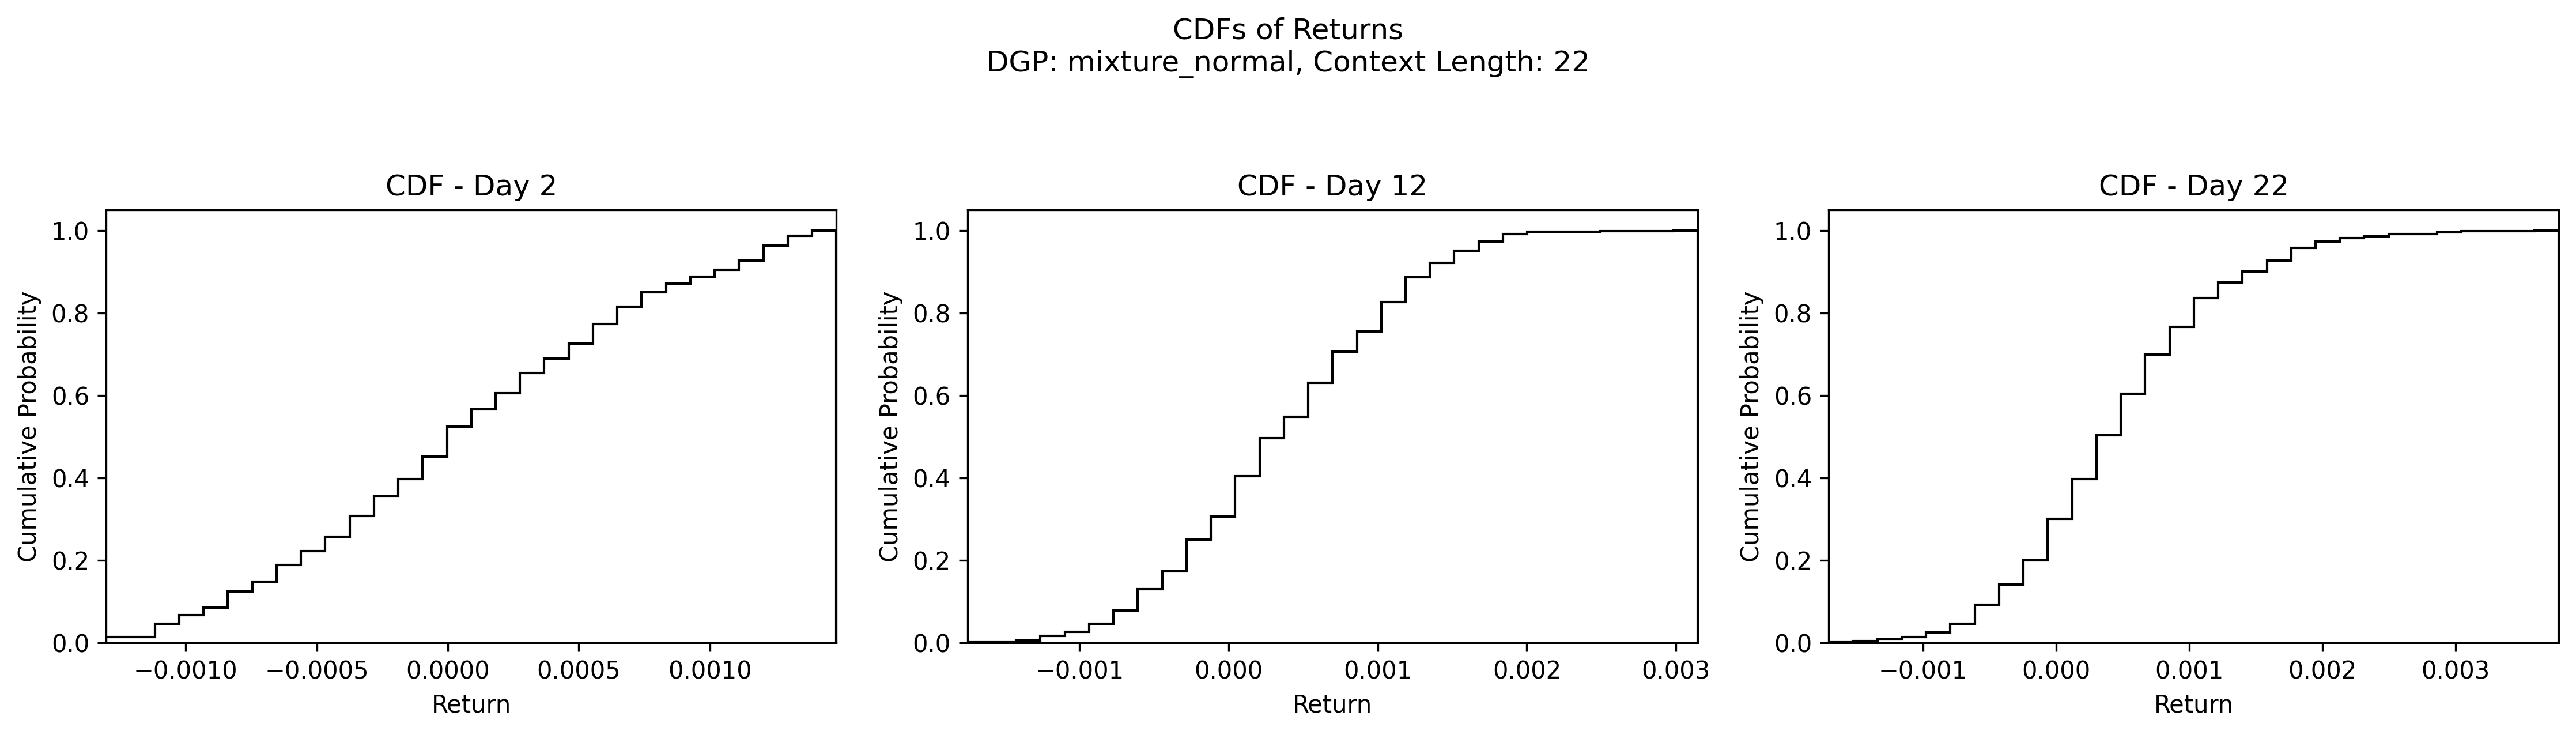 CDFs of Returns
DGP: mixture_normal, Context Length: 22
CDF - Day 2
1.0
0.8
0.6
0.4
0.2
0.0
Cumulative Probability
−0.0010 −0.0005 0.0000 0.0005 0.0010
Return
CDF - Day 12
1.0
0.8
0.6
0.4
0.2
0.0
Cumulative Probability
−0.001 0.000 0.001 0.002 0.003
Return
CDF - Day 22
1.0
0.8
0.6
0.4
0.2
0.0
Cumulative Probability
−0.001 0.000 0.001 0.002 0.003
Return